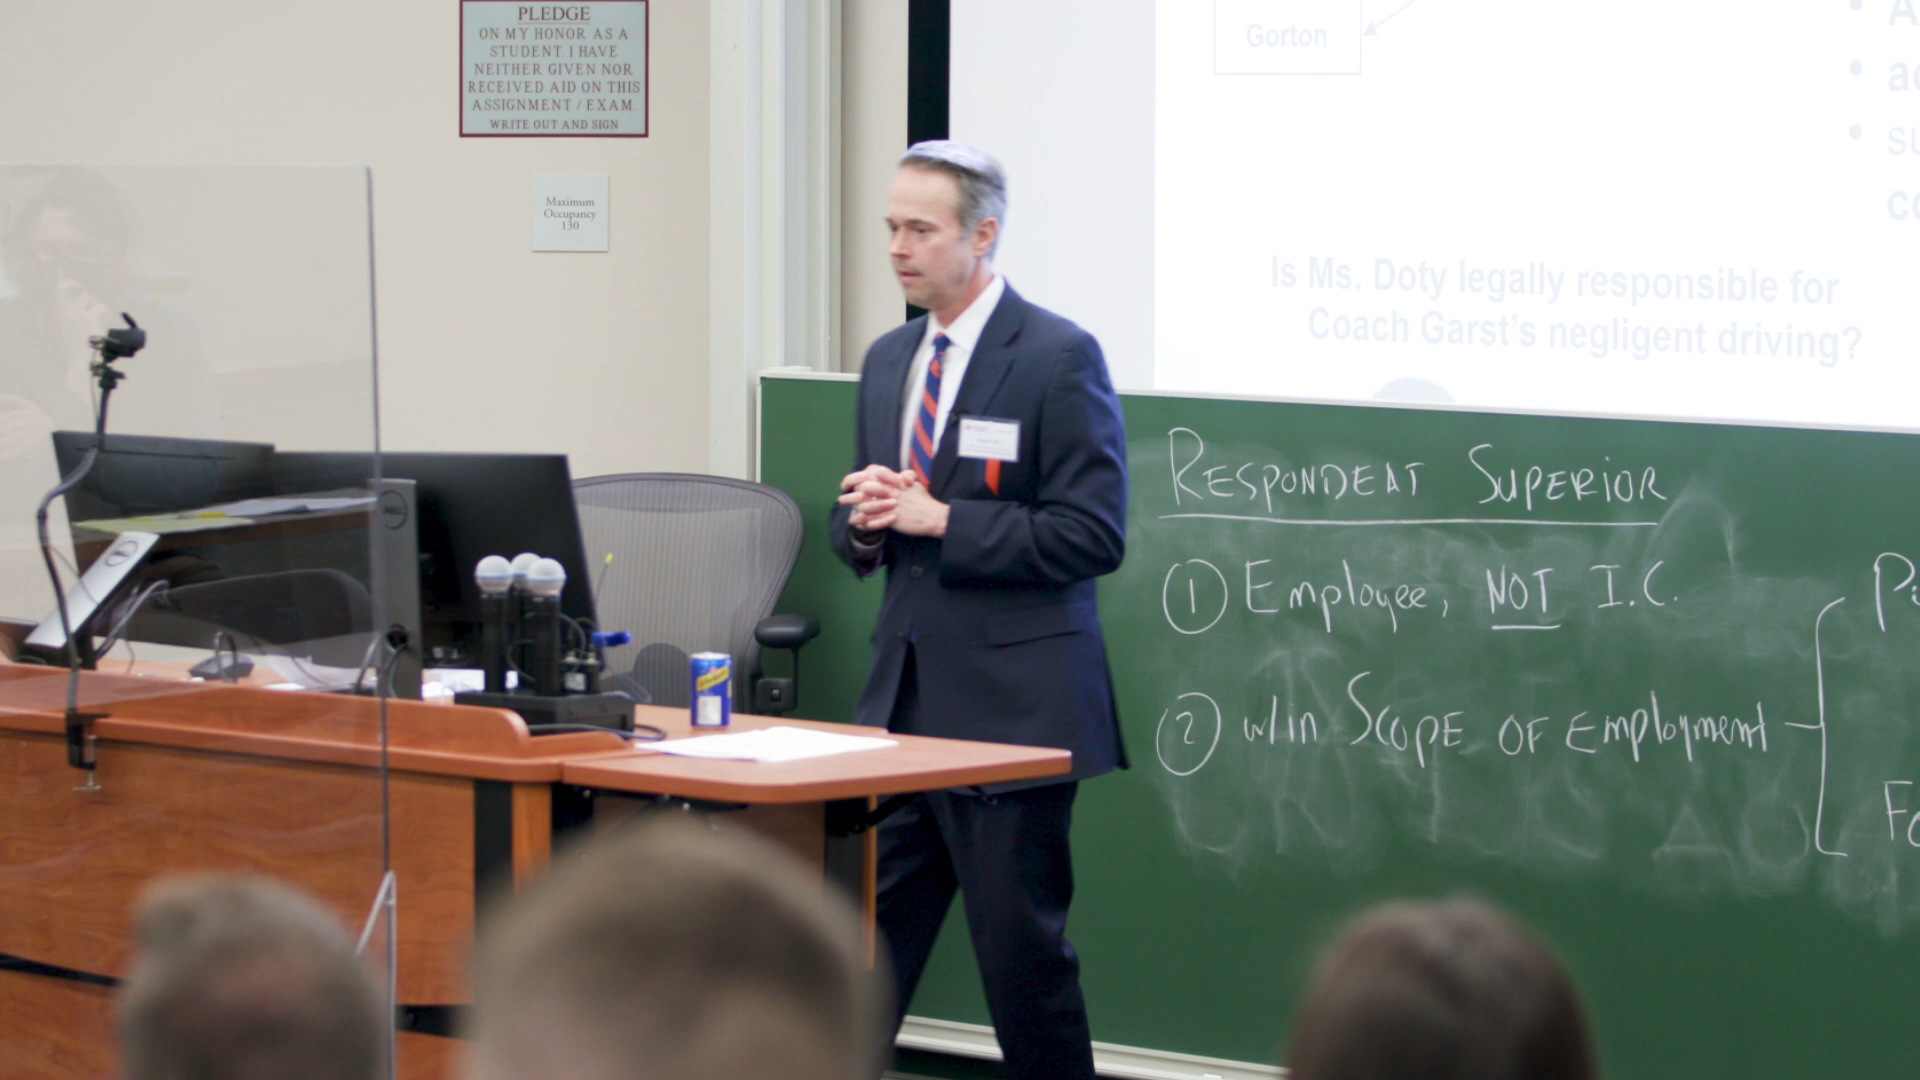 PLEDGE
ON MY HONOR AS A
STUDENT I HAVE
NEITHER GIVEN NOR
RECEIVED AID ON THIS
ASSIGNMENT / EXAM.
WRITE OUT AND SIGN
Maximum
Occupancy
130
Gorton
Is Ms. Doty legally responsible for
Coach Garst's negligent driving?
RESPONDEAT SUPERIOR
① Employee, NOT I.C.
② w/in SCOPE OF Employment
DELL
DELL